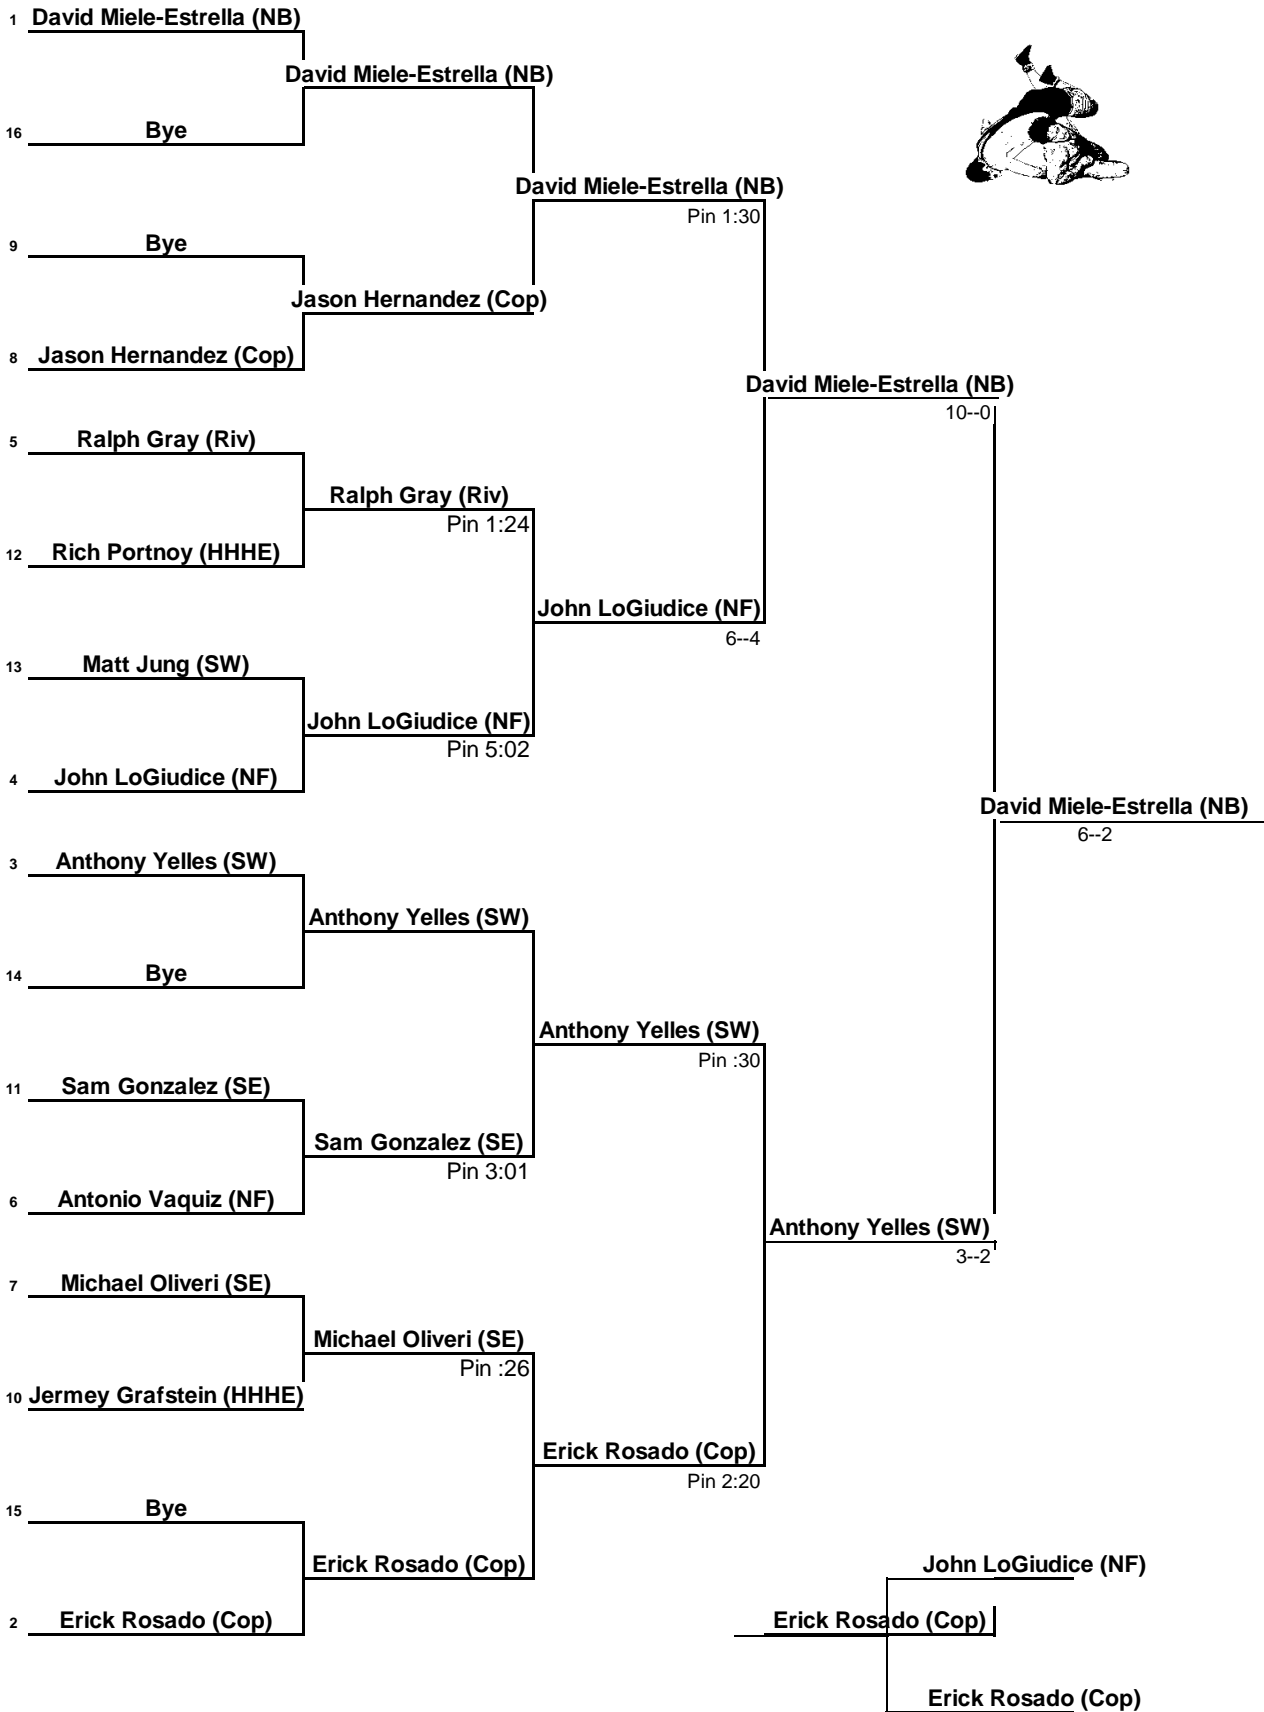 1 David Miele-Estrella (NB)
David Miele-Estrella (NB)
16 Bye
David Miele-Estrella (NB)
Pin 1:30
9 Bye
Jason Hernandez (Cop)
8 Jason Hernandez (Cop)
David Miele-Estrella (NB)
10--0
5 Ralph Gray (Riv)
Ralph Gray (Riv)
Pin 1:24
12 Rich Portnoy (HHHE)
John LoGiudice (NF)
6--4
13 Matt Jung (SW)
John LoGiudice (NF)
Pin 5:02
4 John LoGiudice (NF)
David Miele-Estrella (NB)
6--2
3 Anthony Yelles (SW)
Anthony Yelles (SW)
14 Bye
Anthony Yelles (SW)
Pin :30
11 Sam Gonzalez (SE)
Sam Gonzalez (SE)
Pin 3:01
6 Antonio Vaquiz (NF)
Anthony Yelles (SW)
3--2
7 Michael Oliveri (SE)
Michael Oliveri (SE)
Pin :26
10 Jermey Grafstein (HHHE)
Erick Rosado (Cop)
Pin 2:20
15 Bye
Erick Rosado (Cop)
John LoGiudice (NF)
2 Erick Rosado (Cop)
Erick Rosado (Cop)
Erick Rosado (Cop)